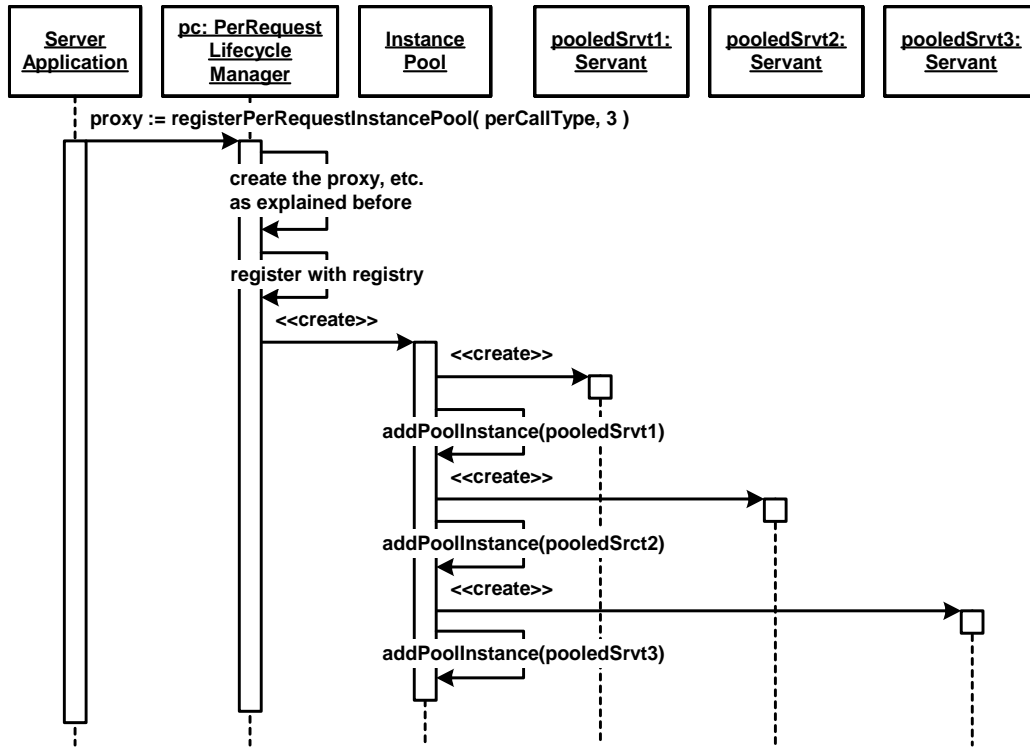 Server
Application
pc: PerRequest
Lifecycle
Manager
Instance
Pool
pooledSrvt1:
Servant
pooledSrvt2:
Servant
pooledSrvt3:
Servant
proxy := registerPerRequestInstancePool( perCallType, 3 )
create the proxy, etc.
as explained before
register with registry
<<create>>
<<create>>
addPoolInstance(pooledSrvt1)
<<create>>
addPoolInstance(pooledSrct2)
<<create>>
addPoolInstance(pooledSrvt3)